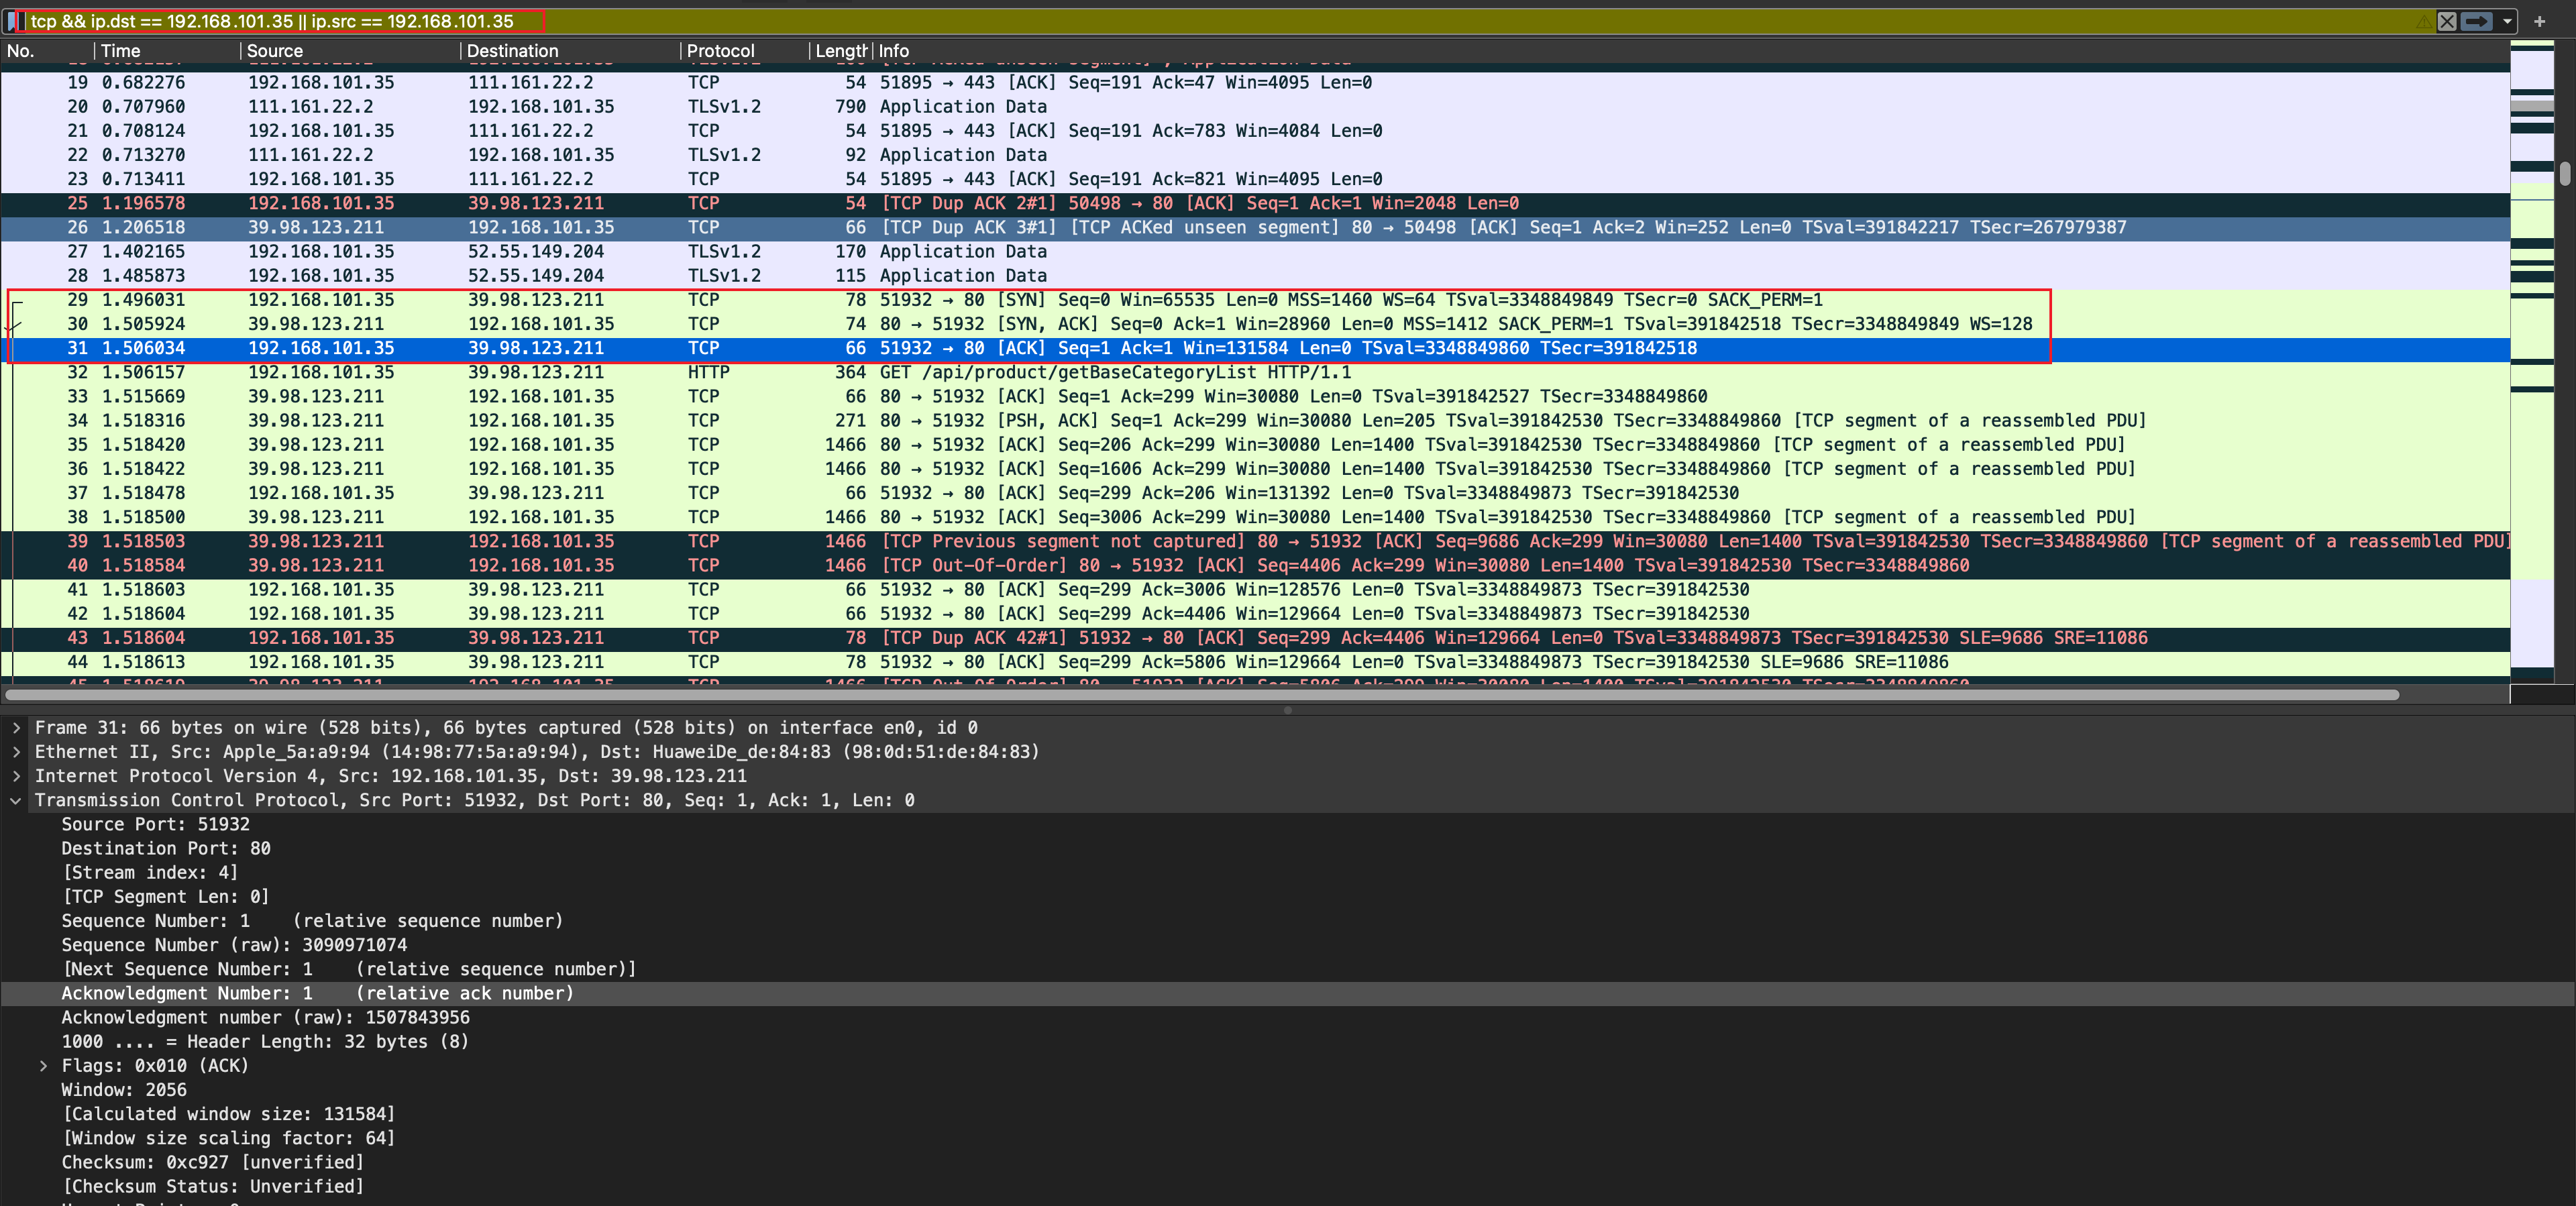 tcp && ip.dst == 192.168.101.35 || ip.src == 192.168.101.35
No. Time Source Destination Protocol Length Info
19 0.682276 192.168.101.35 111.161.22.2 TCP 54 51895 → 443 [ACK] Seq=191 Ack=47 Win=4095 Len=0
20 0.707960 111.161.22.2 192.168.101.35 TLSv1.2 790 Application Data
21 0.708124 192.168.101.35 111.161.22.2 TCP 54 51895 → 443 [ACK] Seq=191 Ack=783 Win=4084 Len=0
22 0.713270 111.161.22.2 192.168.101.35 TLSv1.2 92 Application Data
23 0.713411 192.168.101.35 111.161.22.2 TCP 54 51895 → 443 [ACK] Seq=191 Ack=821 Win=4095 Len=0
25 1.196578 192.168.101.35 39.98.123.211 TCP 54 [TCP Dup ACK 2#1] 50498 → 80 [ACK] Seq=1 Ack=1 Win=2048 Len=0
26 1.206518 39.98.123.211 192.168.101.35 TCP 66 [TCP Dup ACK 3#1] [TCP ACKed unseen segment] 80 → 50498 [ACK] Seq=1 Ack=2 Win=252 Len=0 TSval=391842217 TSecr=267979387
27 1.402165 192.168.101.35 52.55.149.204 TLSv1.2 170 Application Data
28 1.485873 192.168.101.35 52.55.149.204 TLSv1.2 115 Application Data
29 1.496031 192.168.101.35 39.98.123.211 TCP 78 51932 → 80 [SYN] Seq=0 Win=65535 Len=0 MSS=1460 WS=64 TSval=3348849849 TSecr=0 SACK_PERM=1
30 1.505924 39.98.123.211 192.168.101.35 TCP 74 80 → 51932 [SYN, ACK] Seq=0 Ack=1 Win=28960 Len=0 MSS=1412 SACK_PERM=1 TSval=391842518 TSecr=3348849849 WS=128
31 1.506034 192.168.101.35 39.98.123.211 TCP 66 51932 → 80 [ACK] Seq=1 Ack=1 Win=131584 Len=0 TSval=3348849860 TSecr=391842518
32 1.506157 192.168.101.35 39.98.123.211 HTTP 364 GET /api/product/getBaseCategoryList HTTP/1.1
33 1.515669 39.98.123.211 192.168.101.35 TCP 66 80 → 51932 [ACK] Seq=1 Ack=299 Win=30080 Len=0 TSval=391842527 TSecr=3348849860
34 1.518316 39.98.123.211 192.168.101.35 TCP 271 80 → 51932 [PSH, ACK] Seq=1 Ack=299 Win=30080 Len=205 TSval=391842530 TSecr=3348849860 [TCP segment of a reassembled PDU]
35 1.518420 39.98.123.211 192.168.101.35 TCP 1466 80 → 51932 [ACK] Seq=206 Ack=299 Win=30080 Len=1400 TSval=391842530 TSecr=3348849860 [TCP segment of a reassembled PDU]
36 1.518422 39.98.123.211 192.168.101.35 TCP 1466 80 → 51932 [ACK] Seq=1606 Ack=299 Win=30080 Len=1400 TSval=391842530 TSecr=3348849860 [TCP segment of a reassembled PDU]
37 1.518478 192.168.101.35 39.98.123.211 TCP 66 51932 → 80 [ACK] Seq=299 Ack=206 Win=131392 Len=0 TSval=3348849873 TSecr=391842530
38 1.518500 39.98.123.211 192.168.101.35 TCP 1466 80 → 51932 [ACK] Seq=3006 Ack=299 Win=30080 Len=1400 TSval=391842530 TSecr=3348849860 [TCP segment of a reassembled PDU]
39 1.518503 39.98.123.211 192.168.101.35 TCP 1466 [TCP Previous segment not captured] 80 → 51932 [ACK] Seq=9686 Ack=299 Win=30080 Len=1400 TSval=391842530 TSecr=3348849860 [TCP segment of a reassembled PDU]
40 1.518584 39.98.123.211 192.168.101.35 TCP 1466 [TCP Out-Of-Order] 80 → 51932 [ACK] Seq=4406 Ack=299 Win=30080 Len=1400 TSval=391842530 TSecr=3348849860
41 1.518603 192.168.101.35 39.98.123.211 TCP 66 51932 → 80 [ACK] Seq=299 Ack=3006 Win=128576 Len=0 TSval=3348849873 TSecr=391842530
42 1.518604 192.168.101.35 39.98.123.211 TCP 66 51932 → 80 [ACK] Seq=299 Ack=4406 Win=129664 Len=0 TSval=3348849873 TSecr=391842530
43 1.518604 192.168.101.35 39.98.123.211 TCP 78 [TCP Dup ACK 42#1] 51932 → 80 [ACK] Seq=299 Ack=4406 Win=129664 Len=0 TSval=3348849873 TSecr=391842530 SLE=9686 SRE=11086
44 1.518613 192.168.101.35 39.98.123.211 TCP 78 51932 → 80 [ACK] Seq=299 Ack=5806 Win=129664 Len=0 TSval=3348849873 TSecr=391842530 SLE=9686 SRE=11086
Frame 31: 66 bytes on wire (528 bits), 66 bytes captured (528 bits) on interface en0, id 0
Ethernet II, Src: Apple_5a:a9:94 (14:98:77:5a:a9:94), Dst: HuaweiDe_de:84:83 (98:0d:51:de:84:83)
Internet Protocol Version 4, Src: 192.168.101.35, Dst: 39.98.123.211
Transmission Control Protocol, Src Port: 51932, Dst Port: 80, Seq: 1, Ack: 1, Len: 0
Source Port: 51932
Destination Port: 80
[Stream index: 4]
[TCP Segment Len: 0]
Sequence Number: 1 (relative sequence number)
Sequence Number (raw): 3090971074
[Next Sequence Number: 1 (relative sequence number)]
Acknowledgment Number: 1 (relative ack number)
Acknowledgment number (raw): 1507843956
1000 .... = Header Length: 32 bytes (8)
Flags: 0x010 (ACK)
Window: 2056
[Calculated window size: 131584]
[Window size scaling factor: 64]
Checksum: 0xc927 [unverified]
[Checksum Status: Unverified]